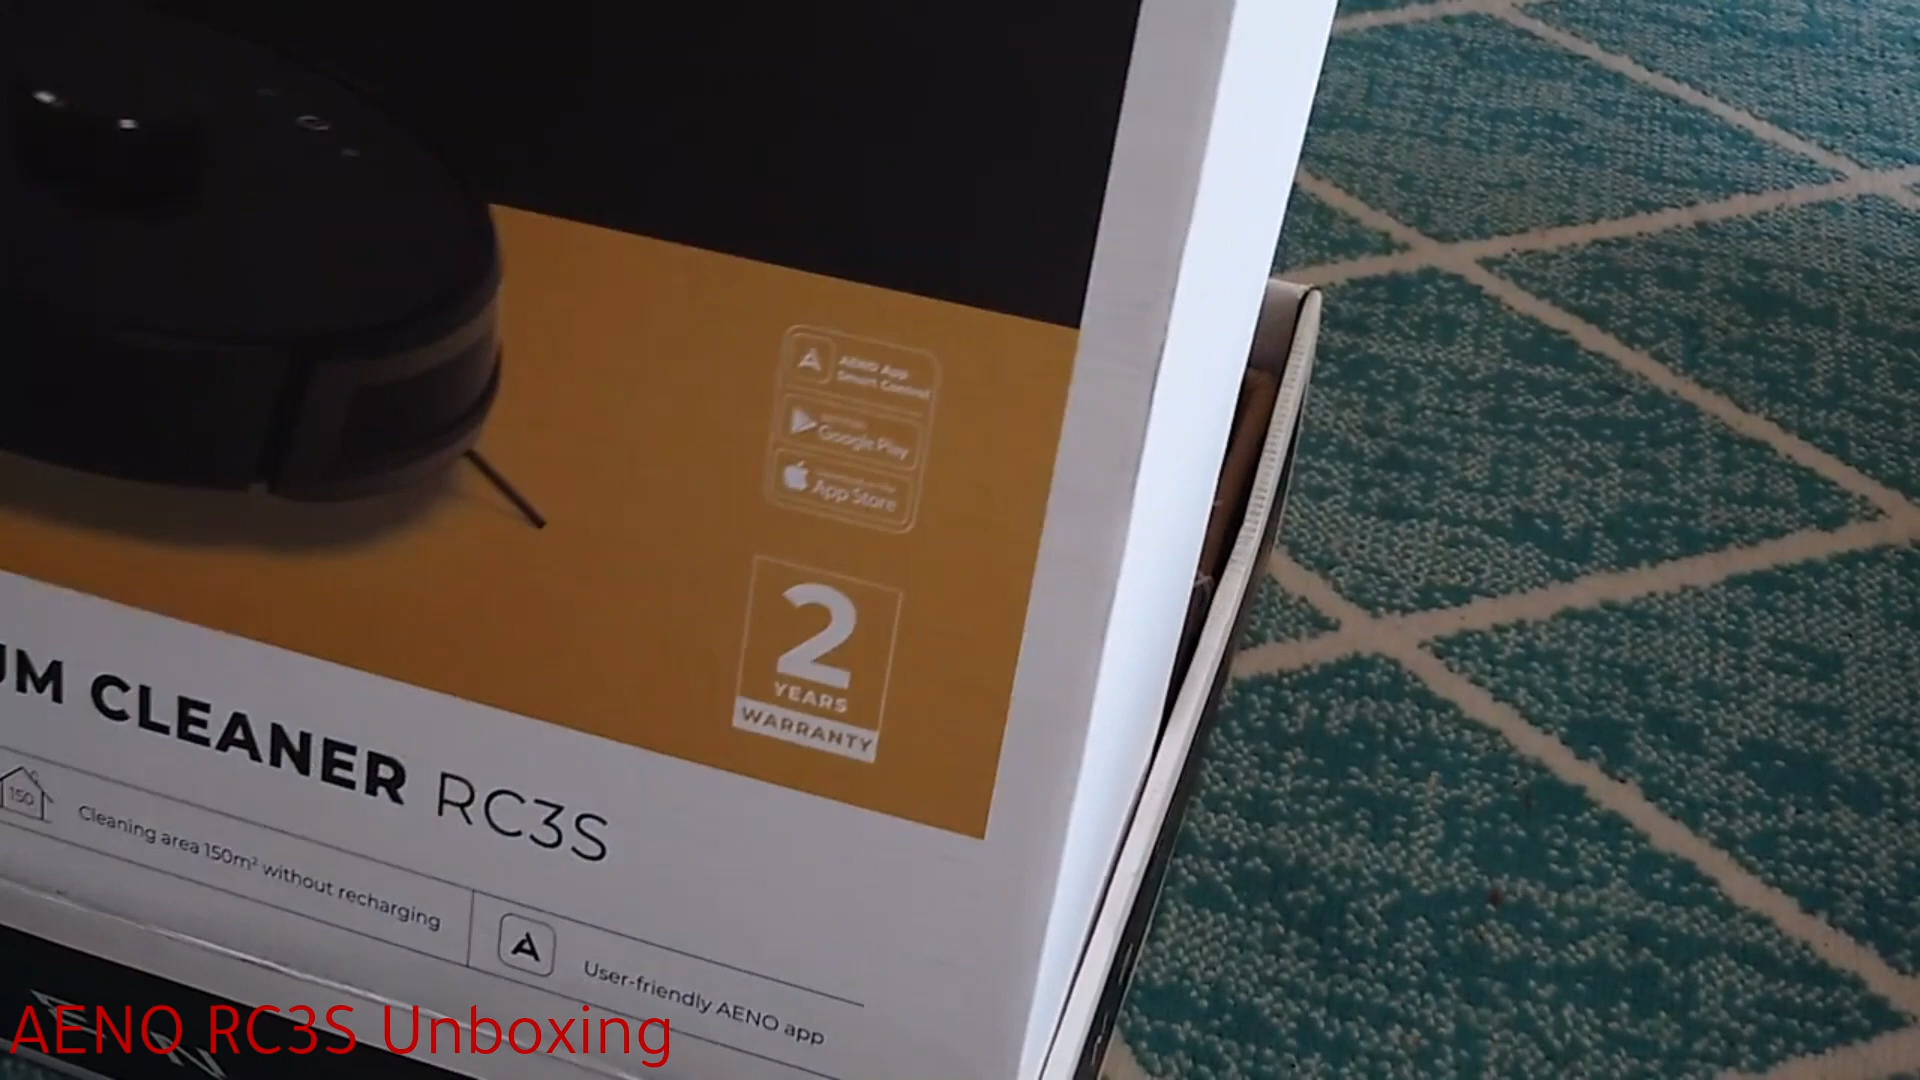 AENO App
Smart Control
Google Play
App Store
2
YEARS
WARRANTY
UM CLEANER RC3S
150
Cleaning area 150m² without recharging
User-friendly AENO app
AENO RC3S Unboxing